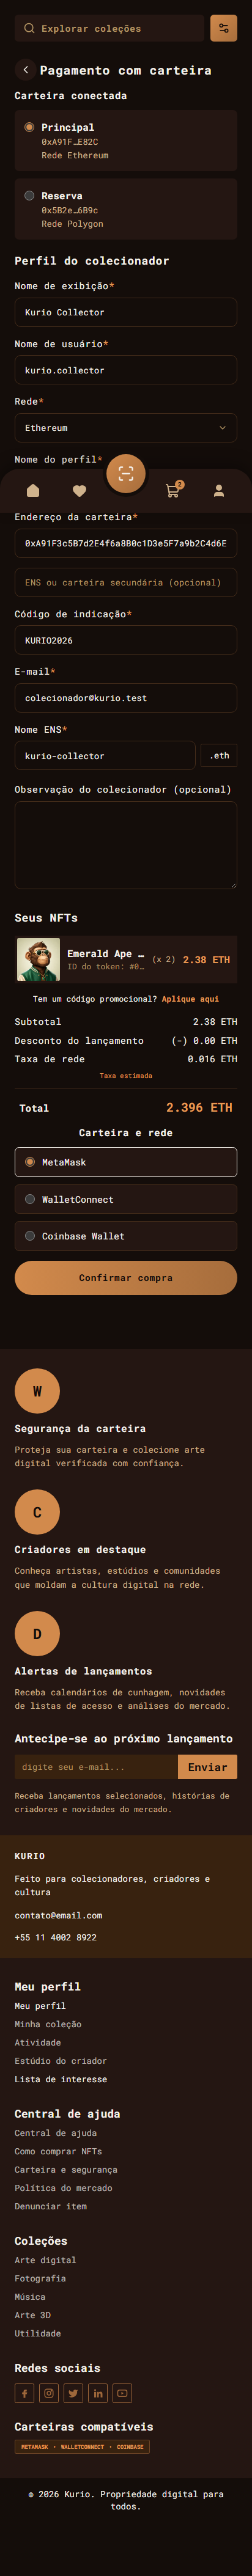 Explorar coleções
Pagamento com carteira
Carteira conectada
Principal
0xA91F…E82C
Rede Ethereum
Reserva
0x5B2e…6B9c
Rede Polygon
Perfil do colecionador
Nome de exibição*
Kurio Collector
Nome de usuário*
kurio.collector
Rede*
Ethereum
Nome do perfil*
2
Endereço da carteira*
0xA91F3c5B7d2E4f6a8B0c1D3e5F7a9b2C4d6E
ENS ou carteira secundária (opcional)
Código de indicação*
KURIO2026
E-mail*
colecionador@kurio.test
Nome ENS*
kurio-collector
.eth
Observação do colecionador (opcional)
Seus NFTs
Emerald Ape … (x 2) 2.38 ETH
ID do token: #0…
Tem um código promocional? Aplique aqui
Subtotal 2.38 ETH
Desconto do lançamento (-) 0.00 ETH
Taxa de rede 0.016 ETH
Taxa estimada
Total 2.396 ETH
Carteira e rede
MetaMask
WalletConnect
Coinbase Wallet
Confirmar compra
W
Segurança da carteira
Proteja sua carteira e colecione arte
digital verificada com confiança.
C
Criadores em destaque
Conheça artistas, estúdios e comunidades
que moldam a cultura digital na rede.
D
Alertas de lançamentos
Receba calendários de cunhagem, novidades
de listas de acesso e análises do mercado.
Antecipe-se ao próximo lançamento
digite seu e-mail... Enviar
Receba lançamentos selecionados, histórias de
criadores e novidades do mercado.
KURIO
Feito para colecionadores, criadores e
cultura
contato@email.com
+55 11 4002 8922
Meu perfil
Meu perfil
Minha coleção
Atividade
Estúdio do criador
Lista de interesse
Central de ajuda
Central de ajuda
Como comprar NFTs
Carteira e segurança
Política do mercado
Denunciar item
Coleções
Arte digital
Fotografia
Música
Arte 3D
Utilidade
Redes sociais
Carteiras compatíveis
METAMASK • WALLETCONNECT • COINBASE
© 2026 Kurio. Propriedade digital para
todos.